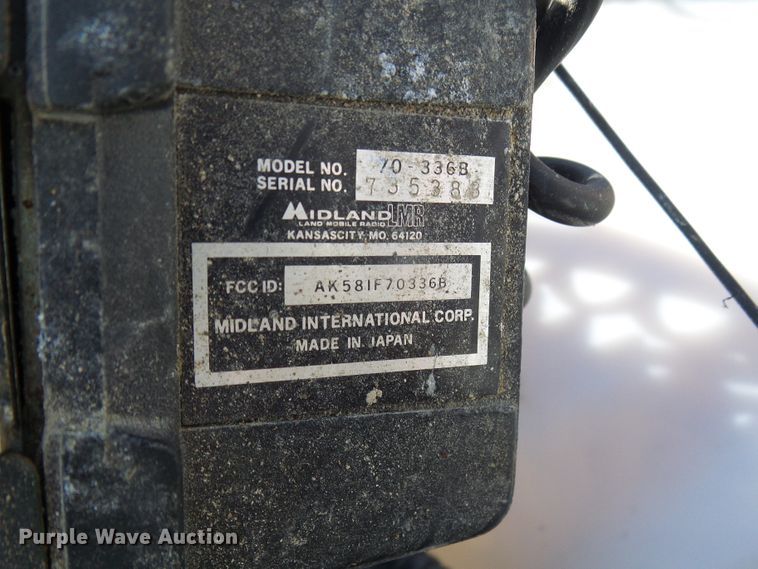 MODEL NO. 70-336B
SERIAL NO. 735383
MIDLAND LMR
LAND MOBILE RADIO
KANSASCITY, MO. 64120
FCC ID: AK58IF70336B
MIDLAND INTERNATIONAL CORP.
MADE IN JAPAN
Purple Wave Auction